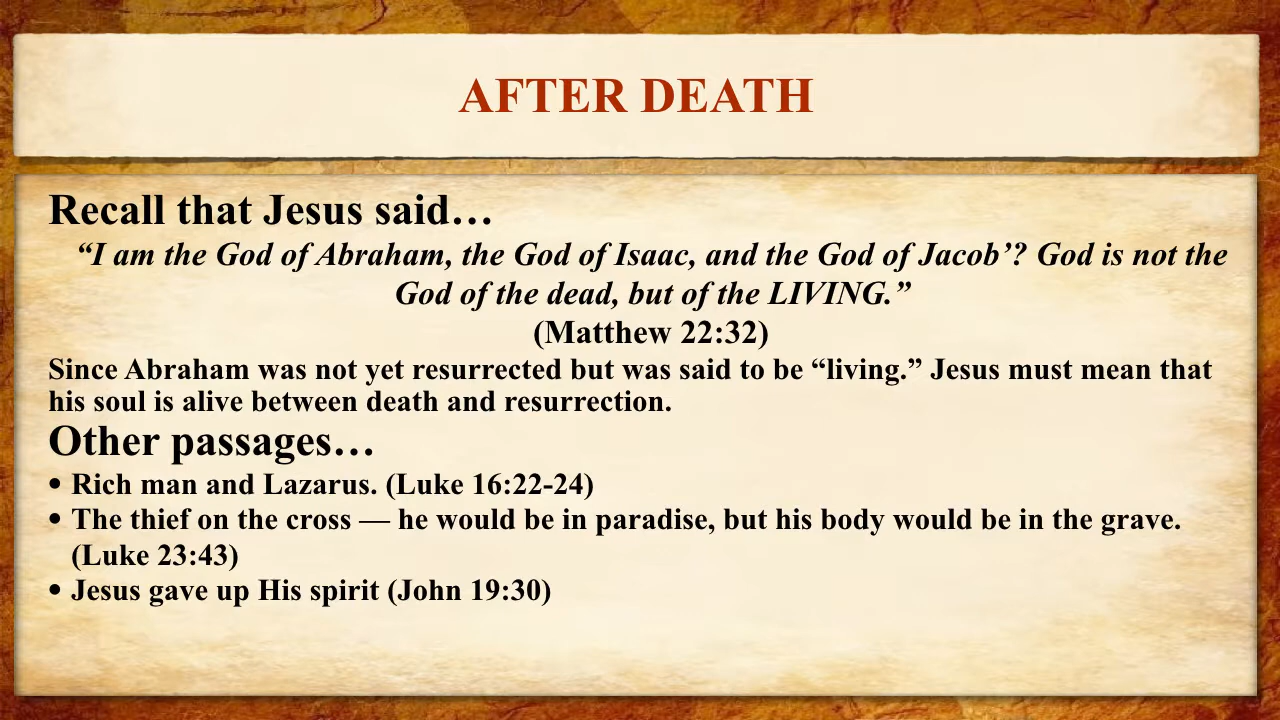 AFTER DEATH
Recall that Jesus said…
“I am the God of Abraham, the God of Isaac, and the God of Jacob’? God is not the
God of the dead, but of the LIVING.”
(Matthew 22:32)
Since Abraham was not yet resurrected but was said to be “living.” Jesus must mean that
his soul is alive between death and resurrection.
Other passages…
• Rich man and Lazarus. (Luke 16:22-24)
• The thief on the cross — he would be in paradise, but his body would be in the grave.
(Luke 23:43)
• Jesus gave up His spirit (John 19:30)